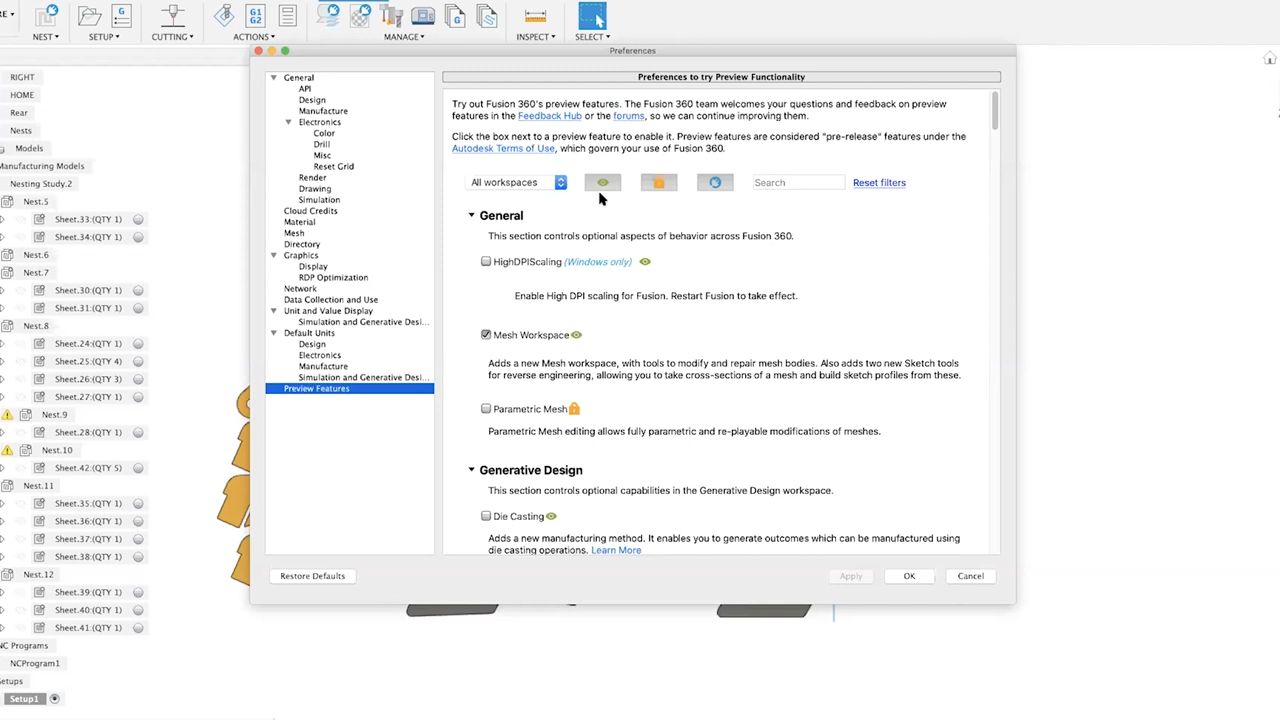 NEST▾
SETUP▾
CUTTING▾
G1
G2
ACTIONS▾
G
MANAGE▾
INSPECT▾
SELECT▾
Preferences
RIGHT
HOME
Rear
Nests
Models
Manufacturing Models
Nesting Study.2
Nest.5
Sheet.33:(QTY 1)
Sheet.34:(QTY 1)
Nest.6
Nest.7
Sheet.30:(QTY 1)
Sheet.31:(QTY 1)
Nest.8
Sheet.24:(QTY 1)
Sheet.25:(QTY 4)
Sheet.26:(QTY 3)
Sheet.27:(QTY 1)
Nest.9
Sheet.28:(QTY 1)
Nest.10
Sheet.42:(QTY 5)
Nest.11
Sheet.35:(QTY 1)
Sheet.36:(QTY 1)
Sheet.37:(QTY 1)
Sheet.38:(QTY 1)
Nest.12
Sheet.39:(QTY 1)
Sheet.40:(QTY 1)
Sheet.41:(QTY 1)
NC Programs
NCProgram1
Setups
Setup1
General
API
Design
Manufacture
Electronics
Color
Drill
Misc
Reset Grid
Render
Drawing
Simulation
Cloud Credits
Material
Mesh
Directory
Graphics
Display
RDP Optimization
Network
Data Collection and Use
Unit and Value Display
Simulation and Generative Desi...
Default Units
Design
Electronics
Manufacture
Simulation and Generative Desi...
Preview Features
Preferences to try Preview Functionality
Try out Fusion 360's preview features. The Fusion 360 team welcomes your questions and feedback on preview
features in the Feedback Hub or the forums, so we can continue improving them.
Click the box next to a preview feature to enable it. Preview features are considered "pre-release" features under the
Autodesk Terms of Use, which govern your use of Fusion 360.
All workspaces
Search
Reset filters
General
This section controls optional aspects of behavior across Fusion 360.
HighDPIScaling (Windows only)
Enable High DPI scaling for Fusion. Restart Fusion to take effect.
Mesh Workspace
Adds a new Mesh workspace, with tools to modify and repair mesh bodies. Also adds two new Sketch tools
for reverse engineering, allowing you to take cross-sections of a mesh and build sketch profiles from these.
Parametric Mesh
Parametric Mesh editing allows fully parametric and re-playable modifications of meshes.
Generative Design
This section controls optional capabilities in the Generative Design workspace.
Die Casting
Adds a new manufacturing method. It enables you to generate outcomes which can be manufactured using
die casting operations. Learn More
Restore Defaults
Apply
OK
Cancel